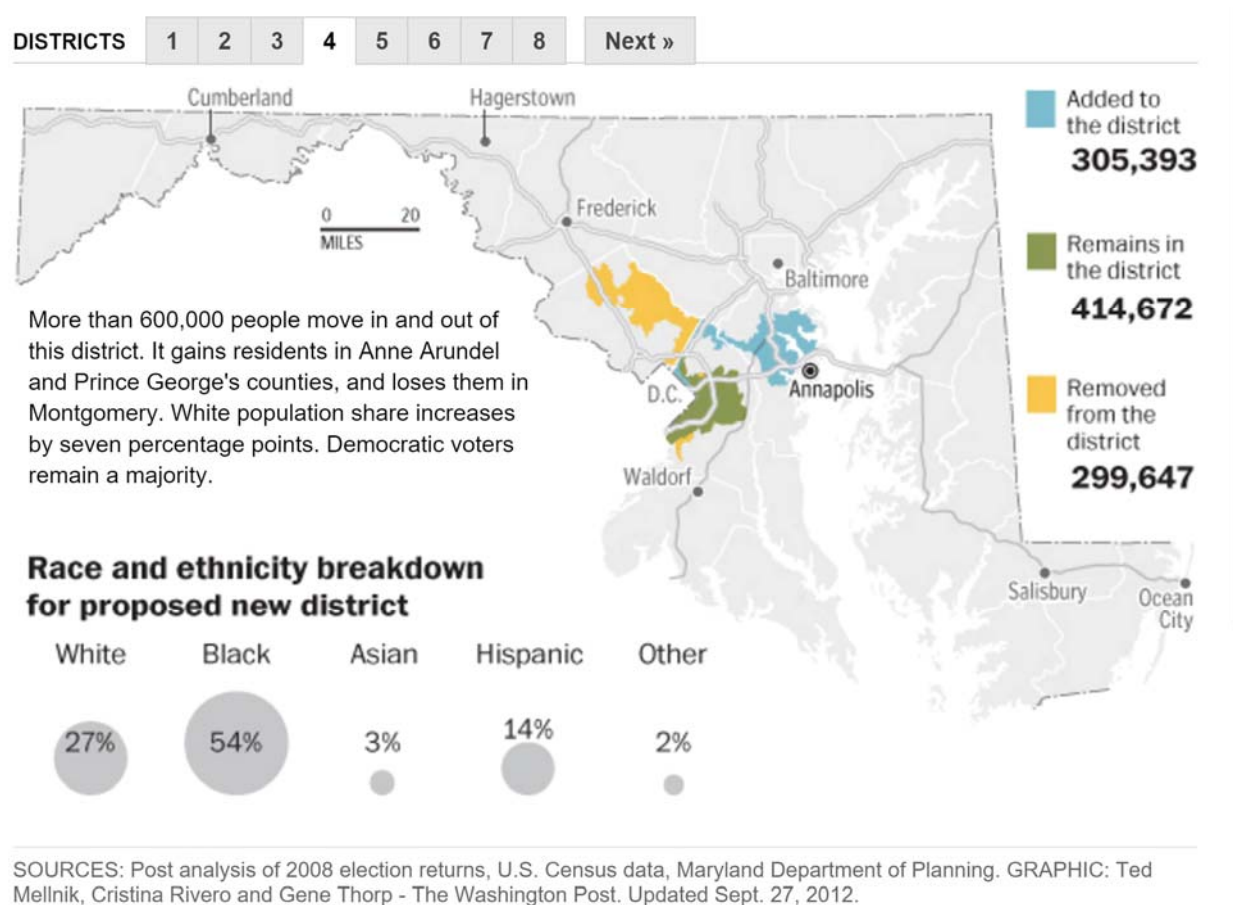 DISTRICTS 1 2 3 4 5 6 7 8 Next »
Cumberland
Hagerstown
Frederick
0 20
MILES
Baltimore
Annapolis
D.C.
Waldorf
Salisbury
Ocean
City
Added to
the district
305,393
Remains in
the district
414,672
Removed
from the
district
299,647
More than 600,000 people move in and out of
this district. It gains residents in Anne Arundel
and Prince George's counties, and loses them in
Montgomery. White population share increases
by seven percentage points. Democratic voters
remain a majority.
Race and ethnicity breakdown
for proposed new district
White Black Asian Hispanic Other
27% 54% 3% 14% 2%
SOURCES: Post analysis of 2008 election returns, U.S. Census data, Maryland Department of Planning. GRAPHIC: Ted
Mellnik, Cristina Rivero and Gene Thorp - The Washington Post. Updated Sept. 27, 2012.